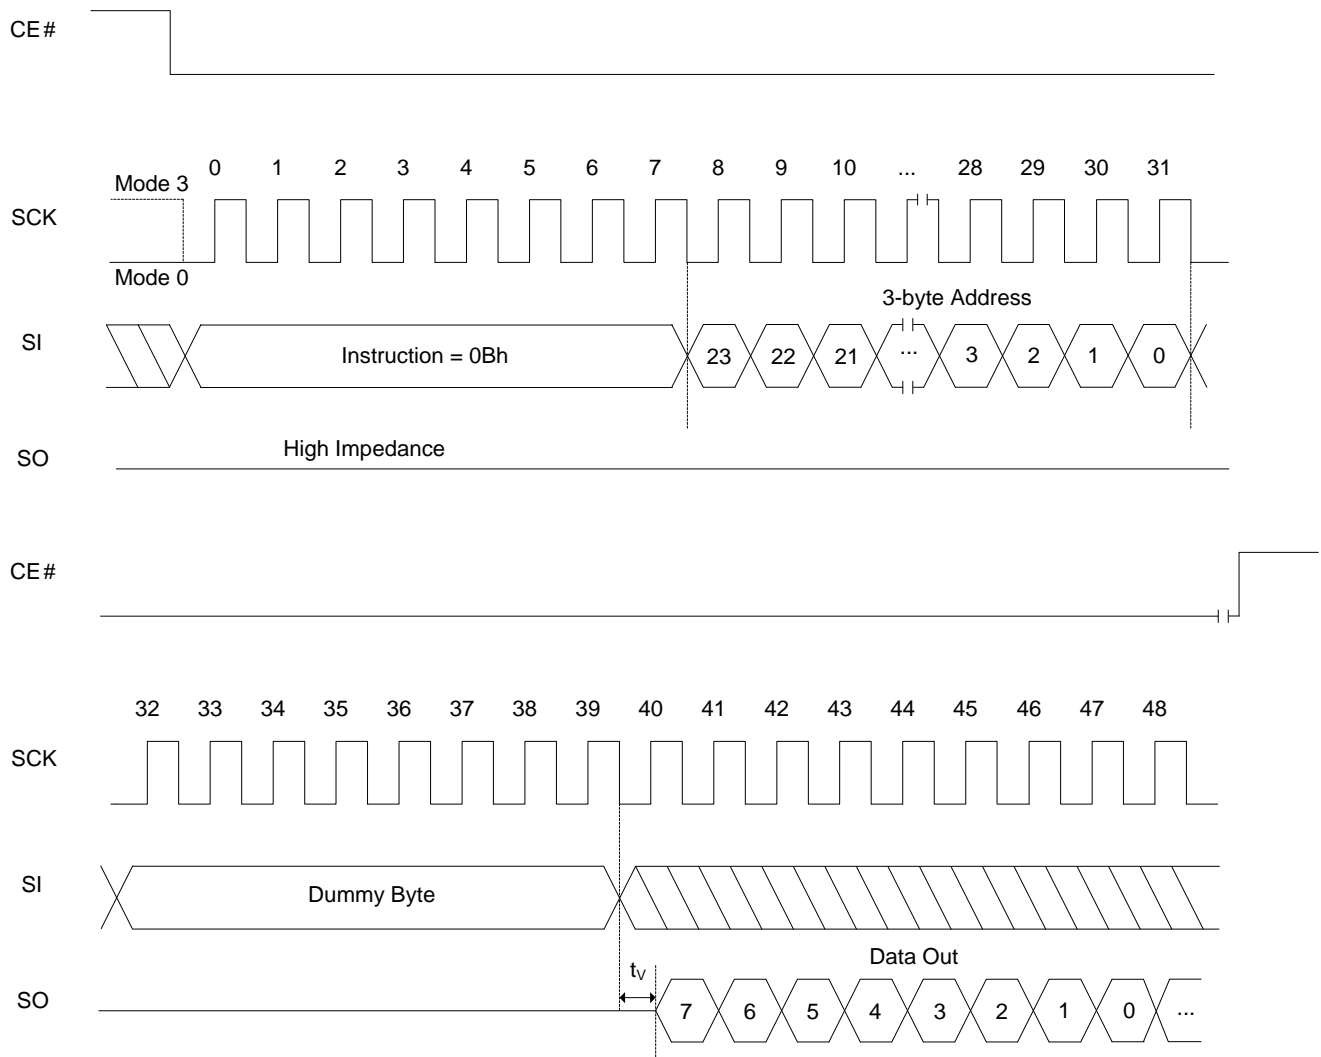 CE#
0 1 2 3 4 5 6 7 8 9 10 ... 28 29 30 31
Mode 3
SCK
Mode 0
3-byte Address
SI
Instruction = 0Bh
23 22 21 ... 3 2 1 0
High Impedance
SO
CE#
32 33 34 35 36 37 38 39 40 41 42 43 44 45 46 47 48
SCK
SI
Dummy Byte
Data Out
tV
SO
7 6 5 4 3 2 1 0 ...